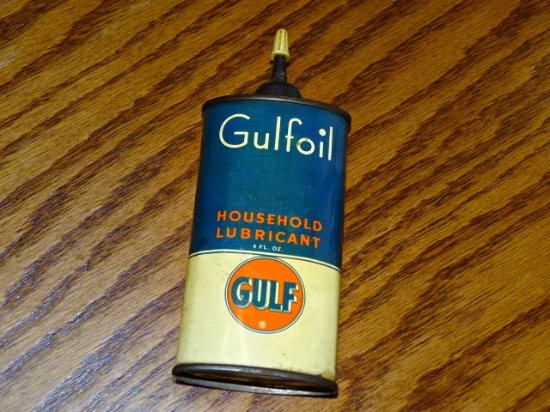 Gulfoil
HOUSEHOLD
LUBRICANT
4 FL. OZ.
GULF
®